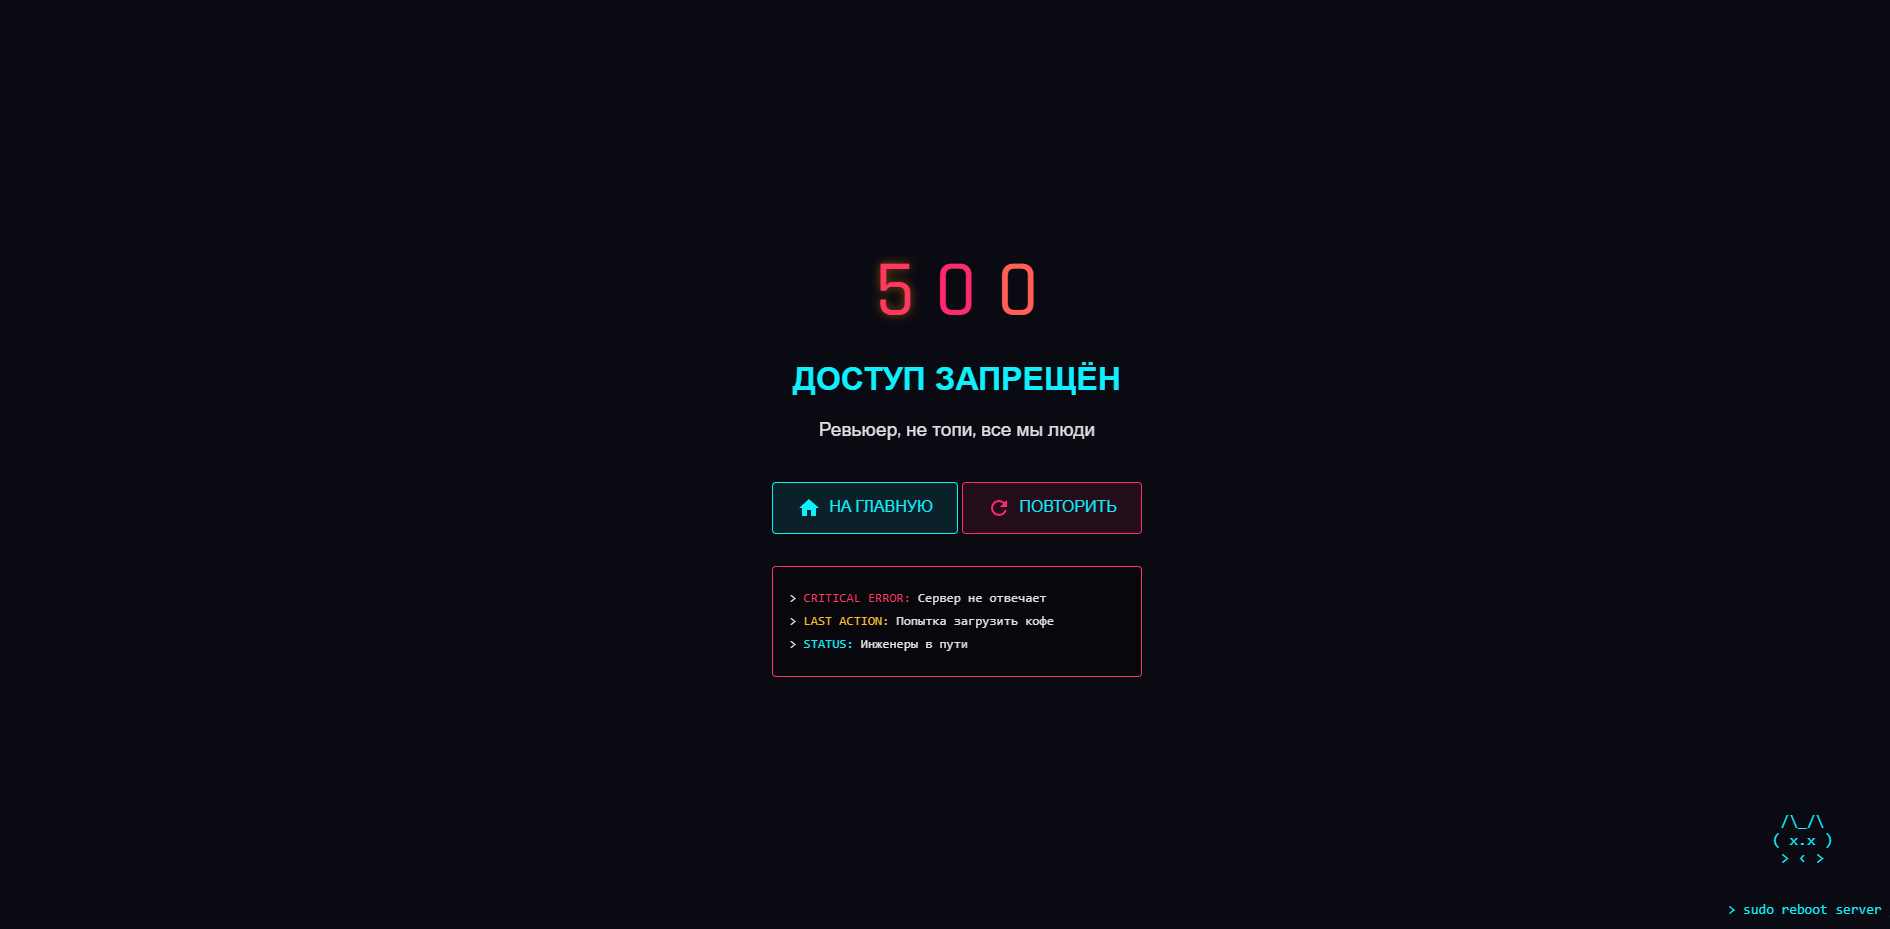 500
ДОСТУП ЗАПРЕЩЁН
Ревьюер, не топи, все мы люди
НА ГЛАВНУЮ
ПОВТОРИТЬ
> CRITICAL ERROR: Сервер не отвечает
> LAST ACTION: Попытка загрузить кофе
> STATUS: Инженеры в пути
/\_/\
( x.x )
> ‹ >
> sudo reboot server